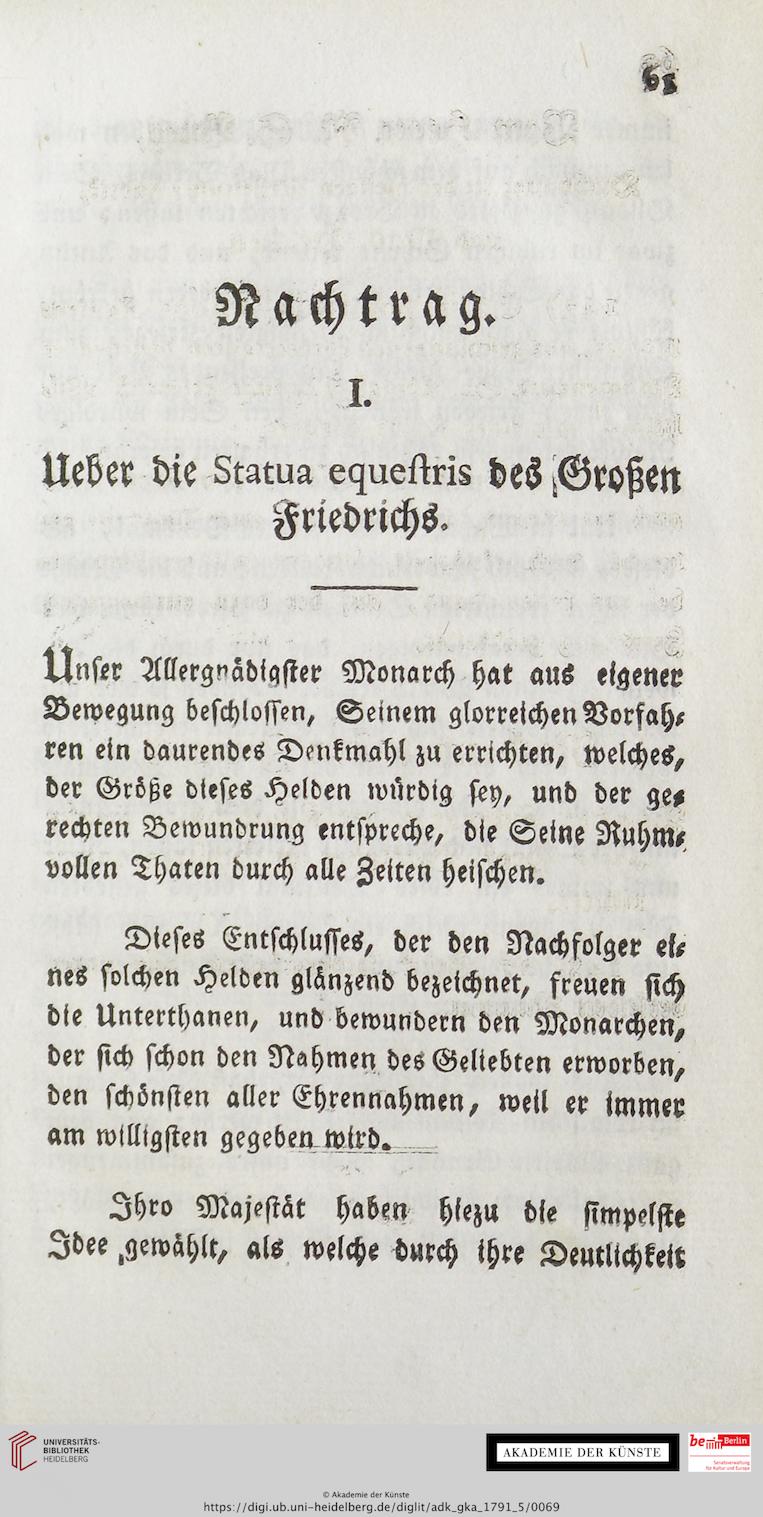 61
Nachtrag.
I.
Ueber die Statua equeſtris des Großen
Friedrichs.
Unſer Allergnädigſter Monarch hat aus eigener
Bewegung beſchloſſen, Seinem glorreichen Vorfah⸗
ren ein daurendes Denkmahl zu errichten, welches,
der Größe dieſes Helden würdig ſey, und der ge⸗
rechten Bewundrung entſpreche, die Seine Ruhm⸗
vollen Thaten durch alle Zeiten heiſchen.
Dieſes Entſchluſſes, der den Nachfolger ei⸗
nes ſolchen Helden glänzend bezeichnet, freuen ſich
die Unterthanen, und bewundern den Monarchen,
der ſich ſchon den Nahmen des Geliebten erworben,
den ſchönſten aller Ehrennahmen, weil er immer
am willigſten gegeben wird.
Ihro Majeſtät haben hiezu die ſimpelſte
Idee gewählt, als welche durch ihre Deutlichkeit
UNIVERSITÄTS-
BIBLIOTHEK
HEIDELBERG
AKADEMIE DER KÜNSTE
be Berlin
Senatsverwaltung
für Kultur und Europa
© Akademie der Künste
https://digi.ub.uni-heidelberg.de/diglit/adk_gka_1791_5/0069